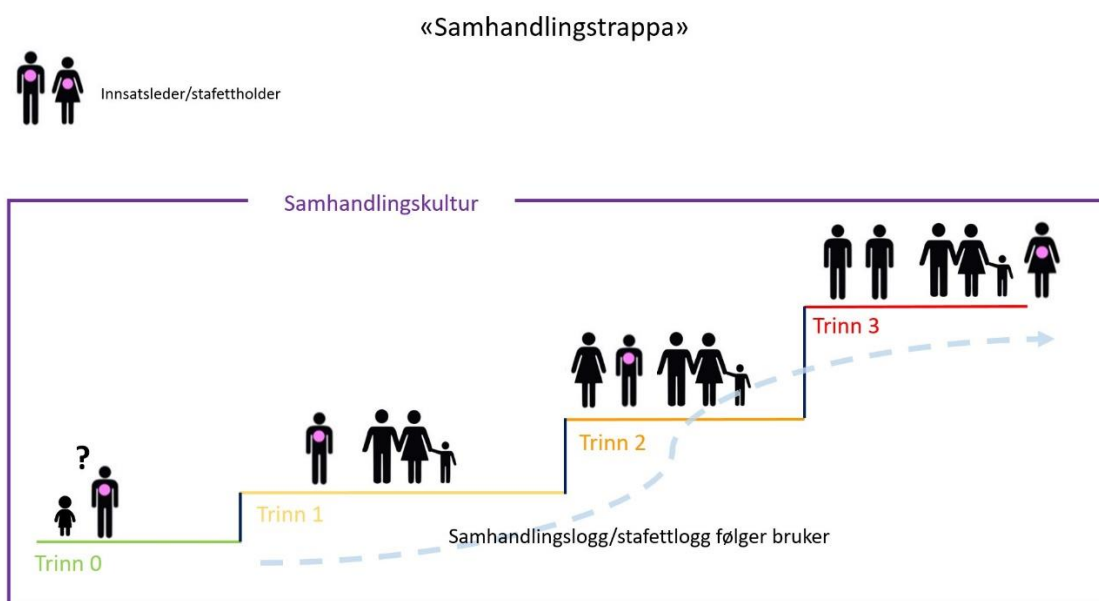 «Samhandlingstrappa»
Innsatsleder/stafettholder
Samhandlingskultur
Trinn 3
Trinn 2
?
Trinn 1
Samhandlingslogg/stafettlogg følger bruker
Trinn 0